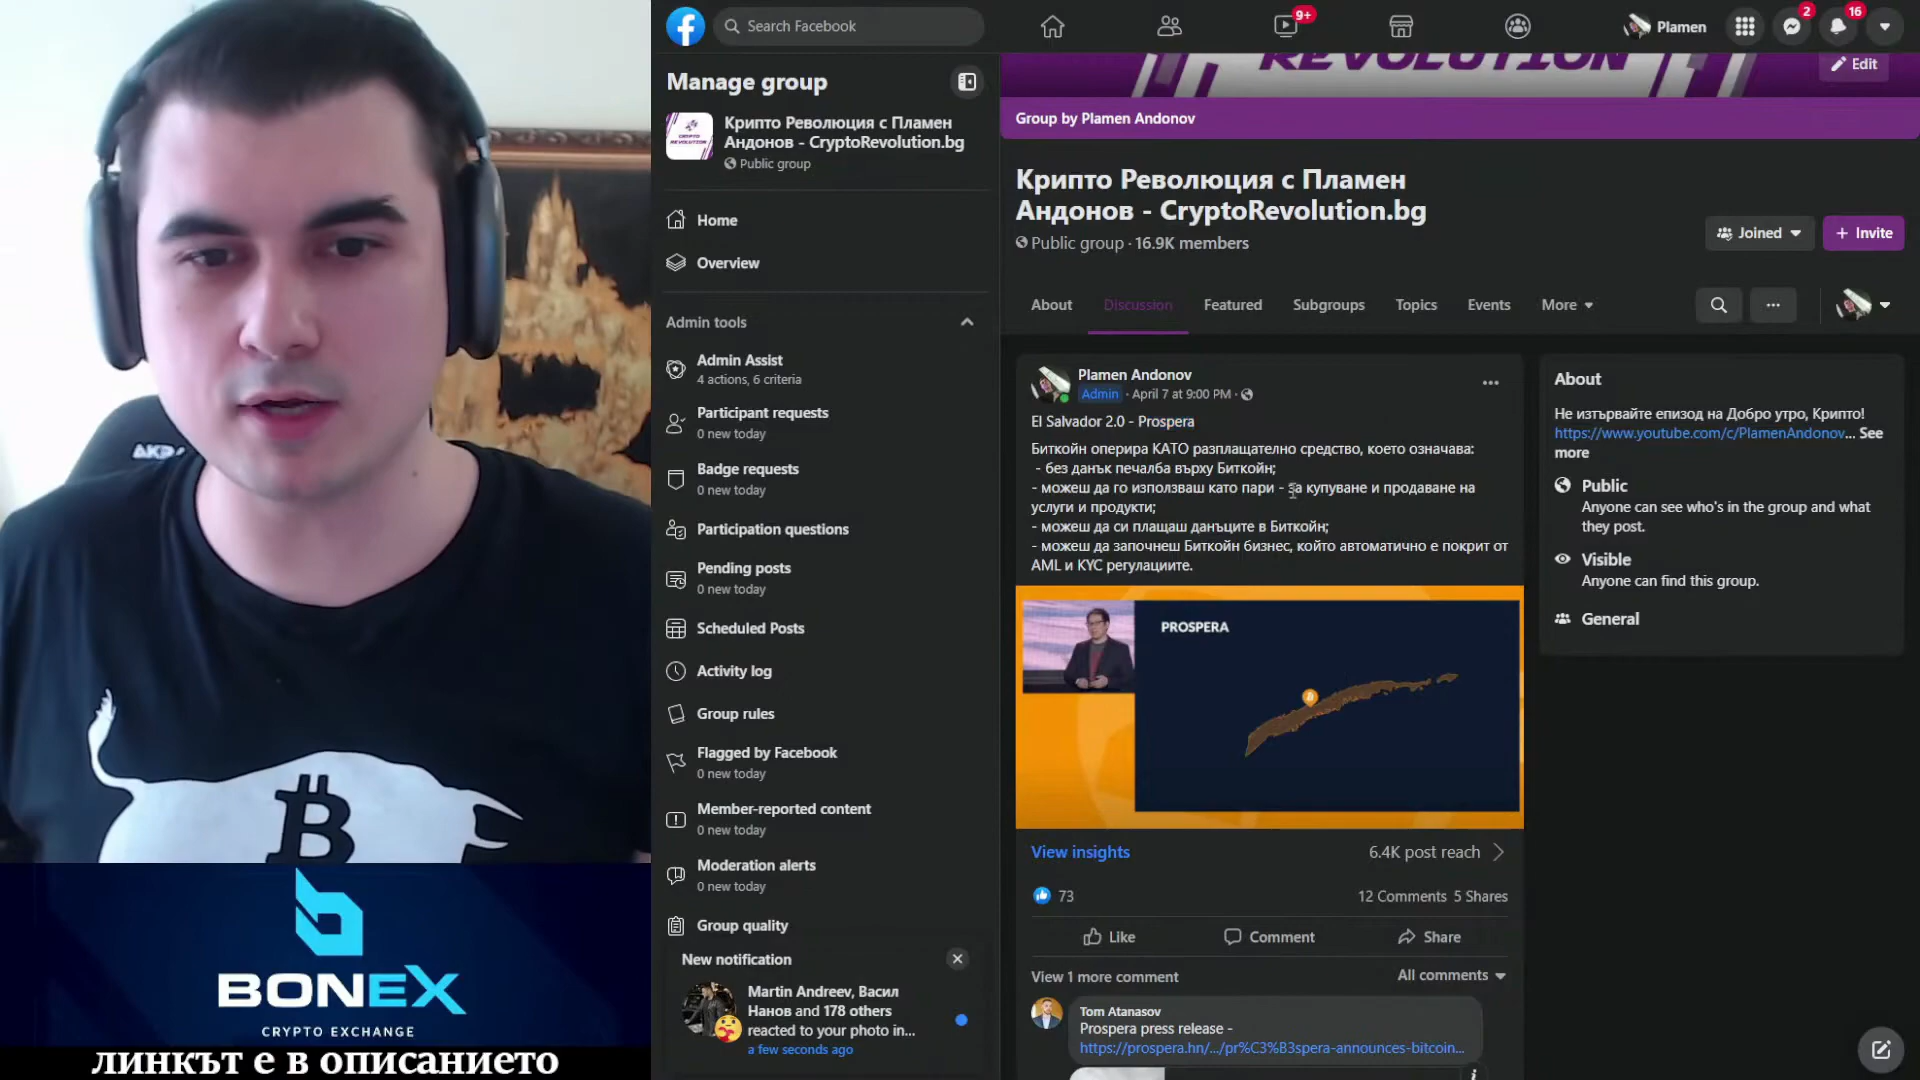 Search Facebook
9+
Plamen
2
16
Manage group
Крипто Революция с Пламен
Андонов - CryptoRevolution.bg
Public group
Home
Overview
Admin tools
Admin Assist
4 actions, 6 criteria
Participant requests
0 new today
Badge requests
0 new today
Participation questions
Pending posts
0 new today
Scheduled Posts
Activity log
Group rules
Flagged by Facebook
0 new today
Member-reported content
0 new today
Moderation alerts
0 new today
Group quality
New notification
Martin Andreev, Васил
Нанов and 178 others
reacted to your photo in...
a few seconds ago
REVOLUTION
Edit
Group by Plamen Andonov
Крипто Революция с Пламен
Андонов - CryptoRevolution.bg
Public group · 16.9K members
Joined
+ Invite
About
Discussion
Featured
Subgroups
Topics
Events
More
Plamen Andonov
Admin · April 7 at 9:00 PM ·
El Salvador 2.0 - Prospera
Биткойн оперира КАТО разплащателно средство, което означава:
- без данък печалба върху Биткойн;
- можеш да го използваш като пари - за купуване и продаване на
услуги и продукти;
- можеш да си плащаш данъците в Биткойн;
- можеш да започнеш Биткойн бизнес, който автоматично е покрит от
AML и KYC регулациите.
PROSPERA
View insights
6.4K post reach
73
12 Comments 5 Shares
Like
Comment
Share
View 1 more comment
All comments
Tom Atanasov
Prospera press release -
https://prospera.hn/.../pr%C3%B3spera-announces-bitcoin...
About
Не изтървайте епизод на Добро утро, Крипто!
https://www.youtube.com/c/PlamenAndonov... See
more
Public
Anyone can see who's in the group and what
they post.
Visible
Anyone can find this group.
General
BONEX
CRYPTO EXCHANGE
ЛИНКЪТ Е В ОПИСАНИЕТО